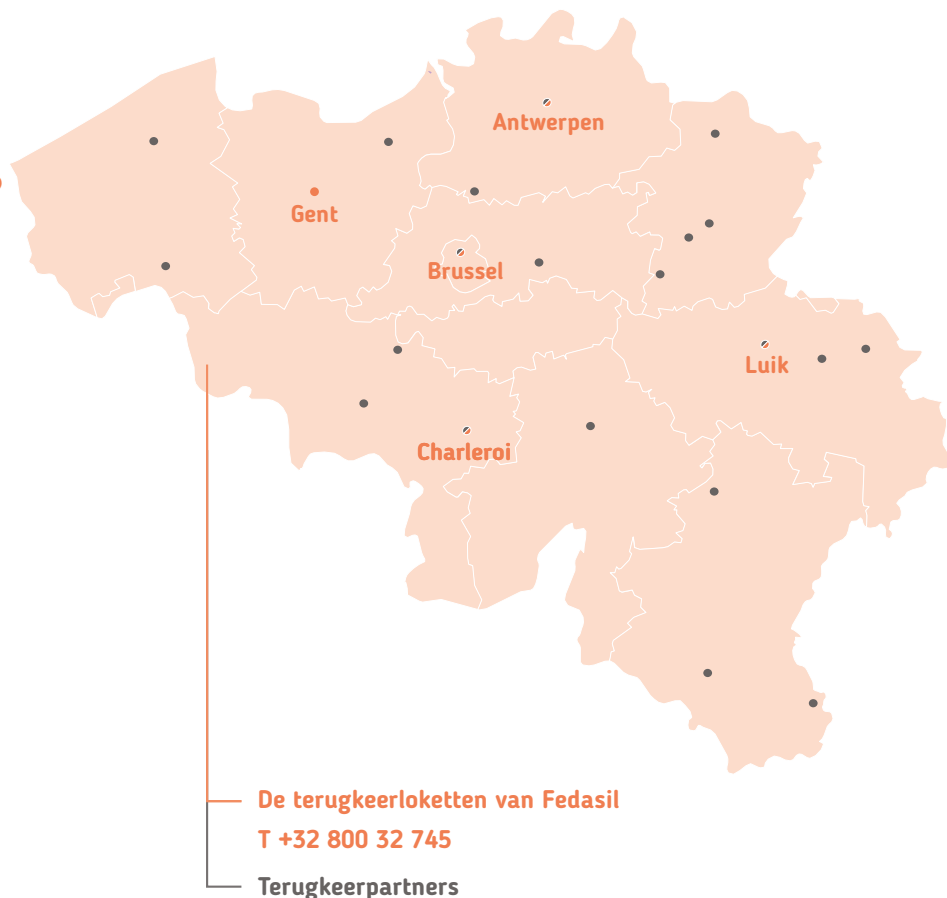 Antwerpen
Gent
Brussel
Luik
Charleroi
De terugkeerloketten van Fedasil
T +32 800 32 745
Terugkeerpartners